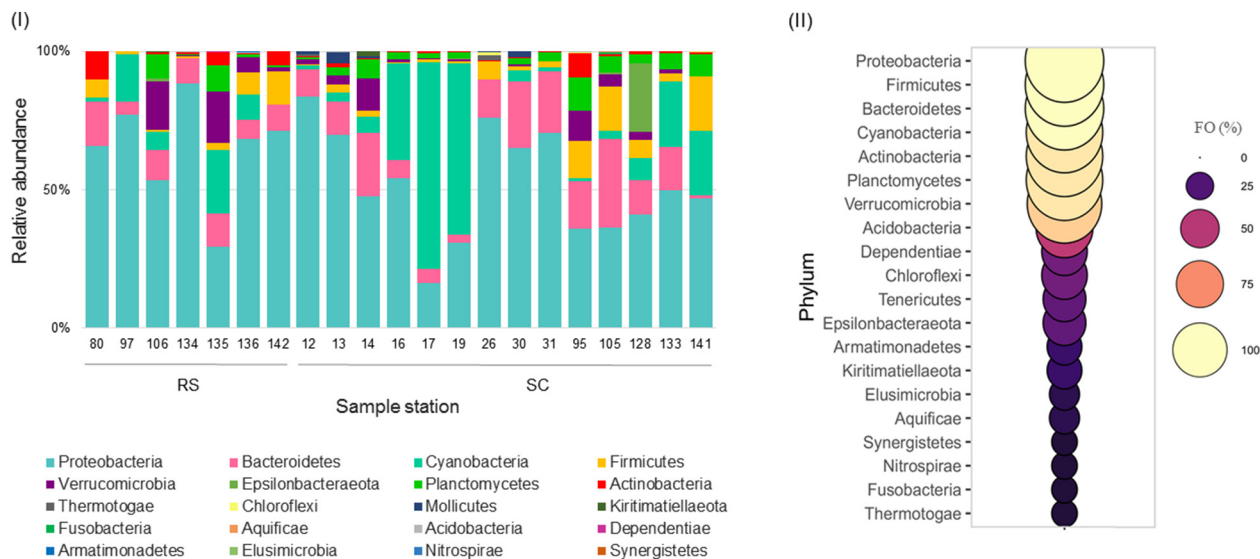 (I)
(II)
100%
50%
0%
Relative abundance
80 97 106 134 135 136 142 12 13 14 16 17 19 26 30 31 95 105 128 133 141
RS SC
Sample station
Proteobacteria Bacteroidetes Cyanobacteria Firmicutes
Verrucomicrobia Epsilonbacteraeota Planctomycetes Actinobacteria
Thermotogae Chloroflexi Mollicutes Kiritimatiellaeota
Fusobacteria Aquificae Acidobacteria Dependentiae
Armatimonadetes Elusimicrobia Nitrospirae Synergistetes
Phylum
Proteobacteria
Firmicutes
Bacteroidetes
Cyanobacteria
Actinobacteria
Planctomycetes
Verrucomicrobia
Acidobacteria
Dependentiae
Chloroflexi
Tenericutes
Epsilonbacteraeota
Armatimonadetes
Kiritimatiellaeota
Elusimicrobia
Aquificae
Synergistetes
Nitrospirae
Fusobacteria
Thermotogae
FO (%)
0
25
50
75
100